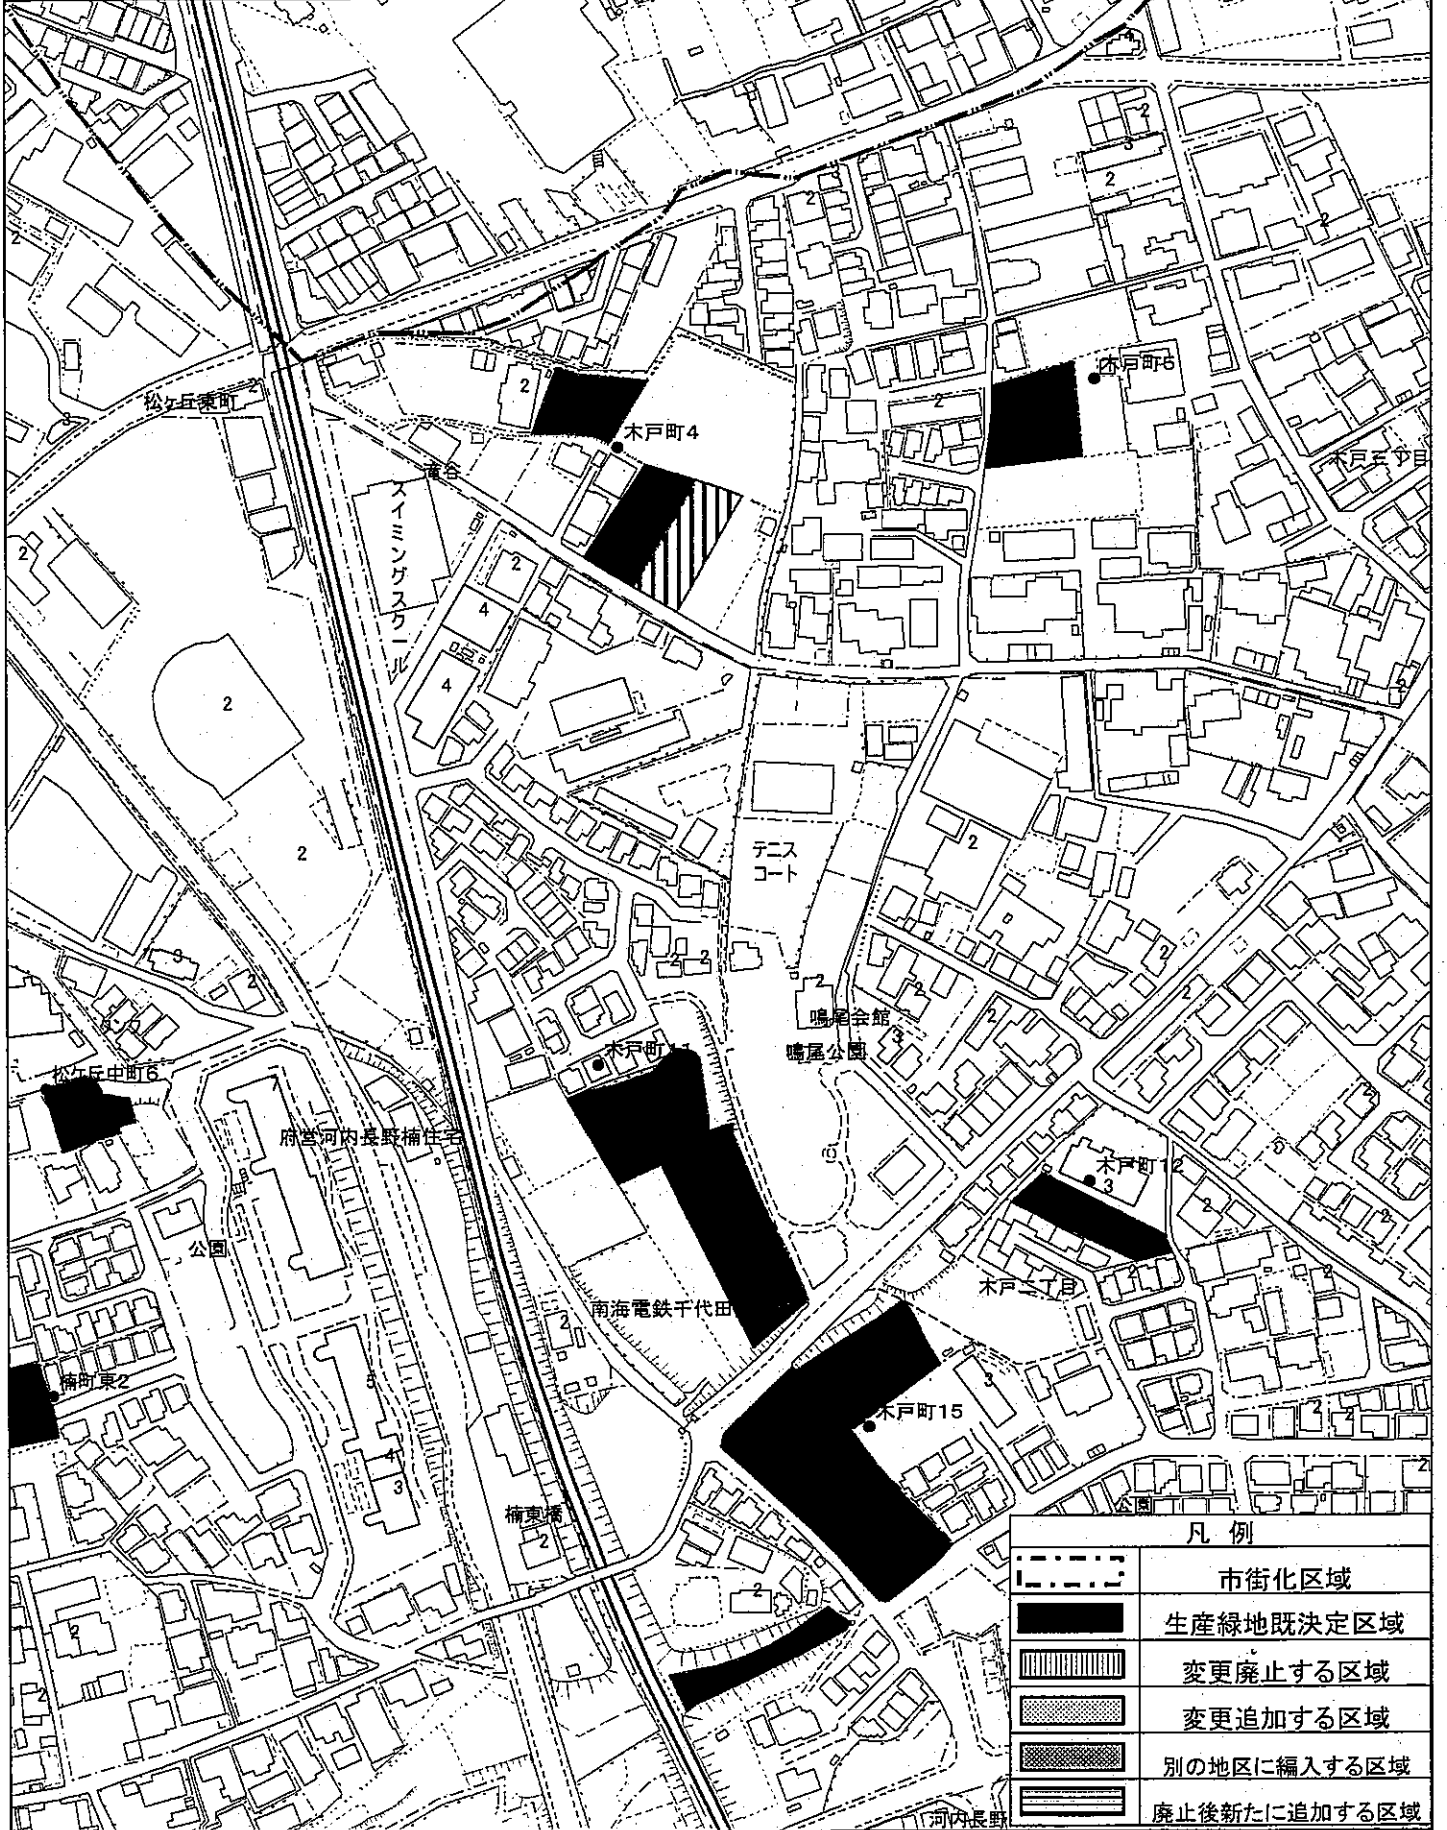 松ケ丘東町
木戸町4
木戸町5
滝谷
木戸三丁目
スイミングスクール
テニス
コート
鳴尾会館
鳴尾公園
タンク
木戸町11
松ケ丘中町6
府営河内長野楠住宅
木戸町12
公園
木戸二丁目
南海電鉄千代田
楠町東2
木戸町15
楠東橋
公園
凡 例
市街化区域
生産緑地既決定区域
変更廃止する区域
変更追加する区域
別の地区に編入する区域
廃止後新たに追加する区域
河内長野